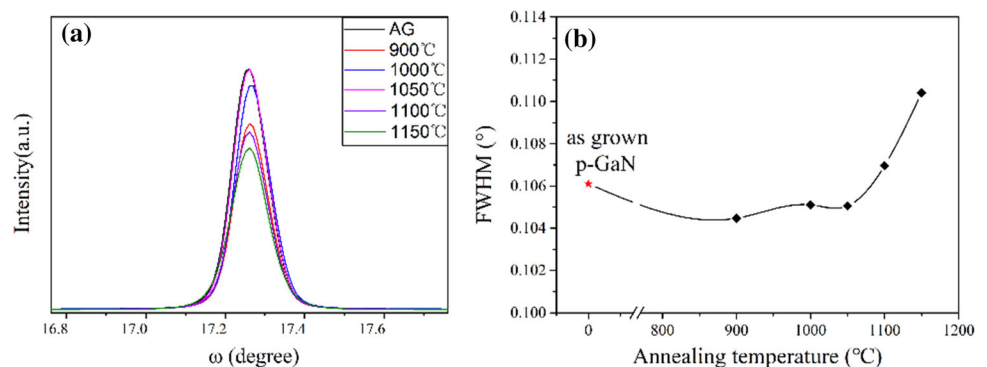 (a)
AG
900℃
1000℃
1050℃
1100℃
1150℃
Intensity(a.u.)
16.8 17.0 17.2 17.4 17.6
ω (degree)
(b)
0.114
0.112
0.110
0.108
0.106
0.104
0.102
0.100
FWHM (°)
as grown
p-GaN
0 800 900 1000 1100 1200
Annealing temperature (℃)